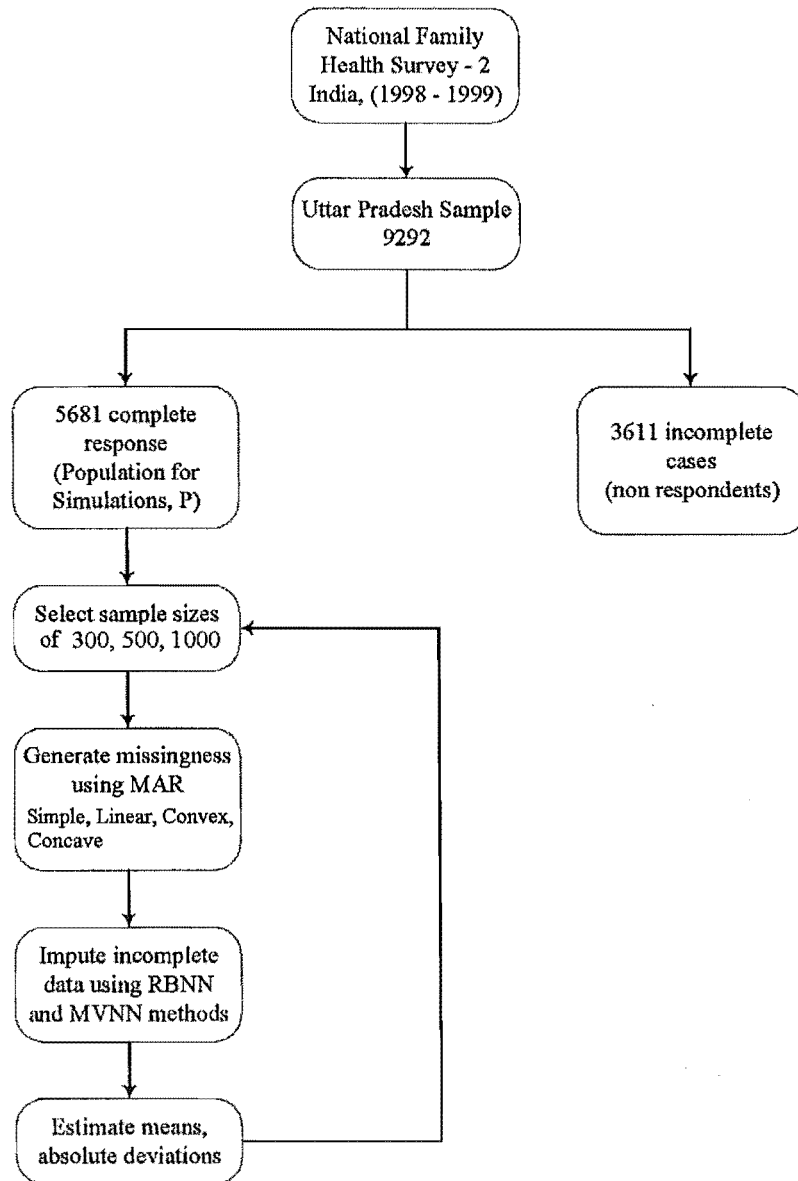 National Family
Health Survey - 2
India, (1998 - 1999)
Uttar Pradesh Sample
9292
5681 complete
response
(Population for
Simulations, P)
3611 incomplete
cases
(non respondents)
Select sample sizes
of 300, 500, 1000
Generate missingness
using MAR
Simple, Linear, Convex,
Concave
Impute incomplete
data using RBNN
and MVNN methods
Estimate means,
absolute deviations